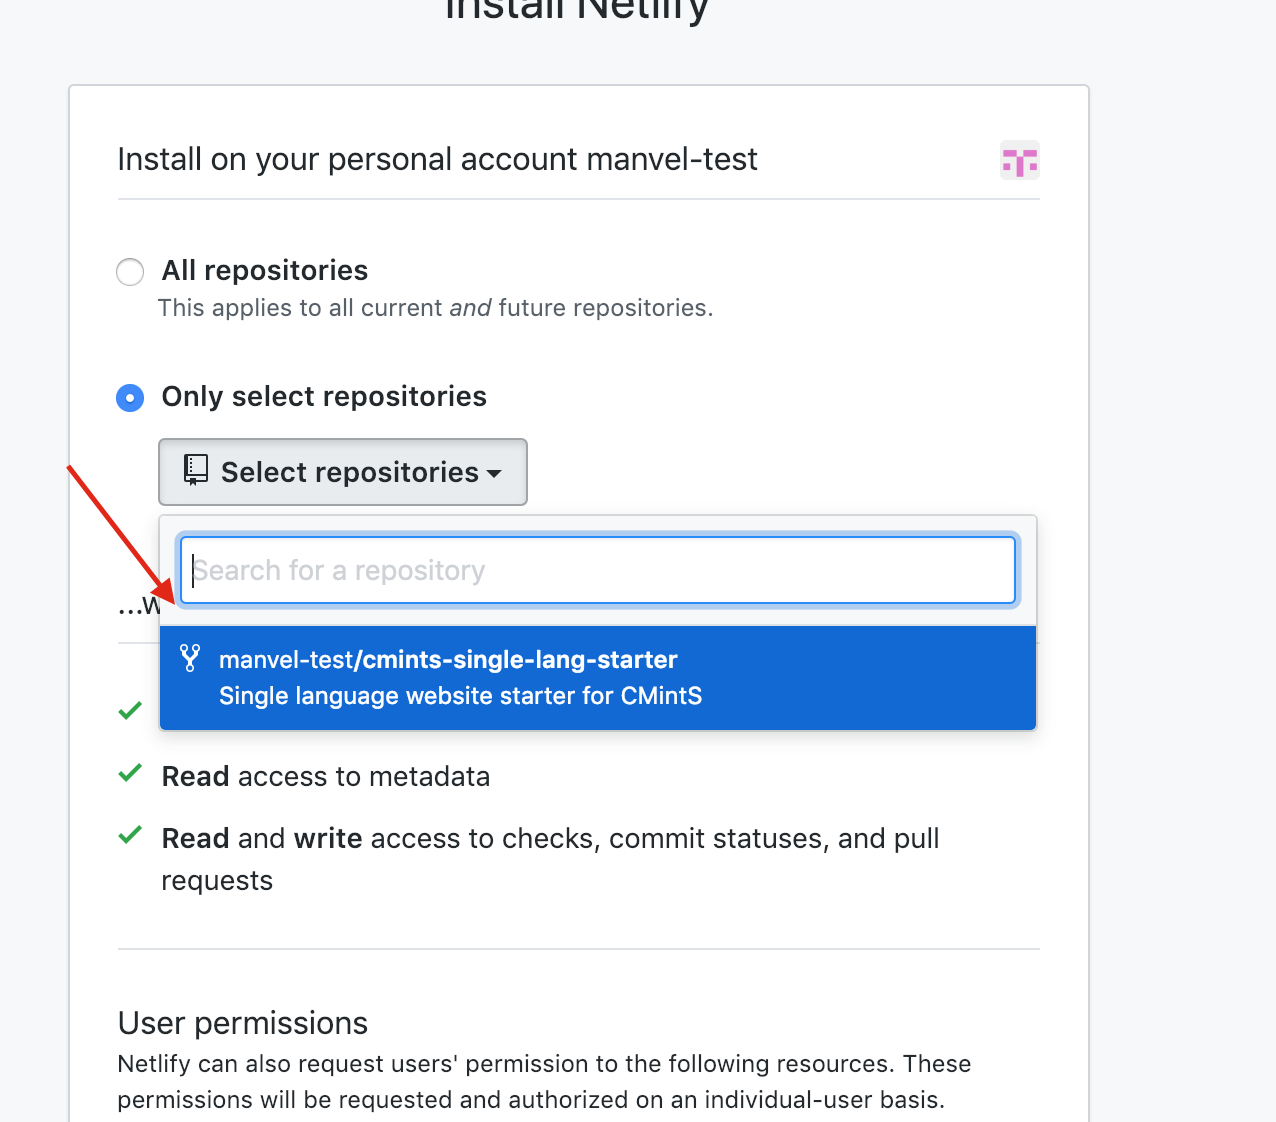 Install Netlify
Install on your personal account manvel-test
All repositories
This applies to all current and future repositories.
Only select repositories
Select repositories
Search for a repository
...w
manvel-test/cmints-single-lang-starter
Single language website starter for CMintS
Read access to metadata
Read and write access to checks, commit statuses, and pull
requests
User permissions
Netlify can also request users' permission to the following resources. These
permissions will be requested and authorized on an individual-user basis.